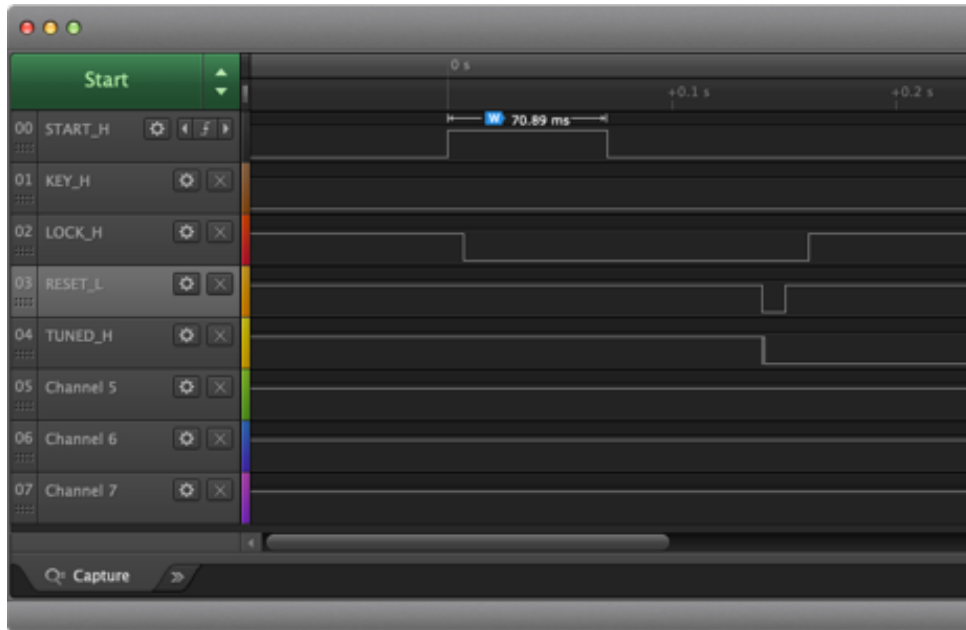 Start
0 s
+0.1 s
+0.2 s
00 START_H
W 70.89 ms
01 KEY_H
02 LOCK_H
03 RESET_L
04 TUNED_H
05 Channel 5
06 Channel 6
07 Channel 7
Capture